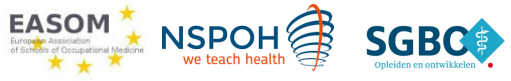 EASOM
European Association
of Schools of Occupational Medicine
NSPOH
we teach health
SGBO
Opleiden en ontwikkelen